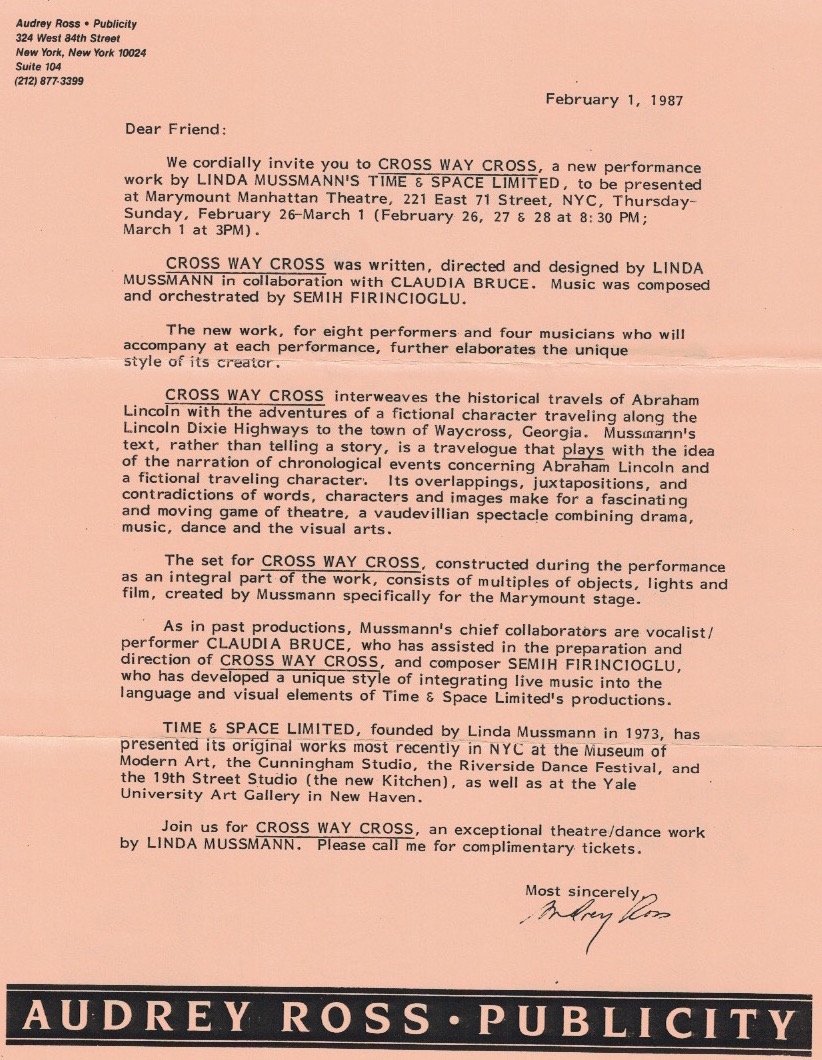 Audrey Ross • Publicity
324 West 84th Street
New York, New York 10024
Suite 104
(212) 877-3399
February 1, 1987
Dear Friend:
We cordially invite you to CROSS WAY CROSS, a new performance
work by LINDA MUSSMANN'S TIME & SPACE LIMITED, to be presented
at Marymount Manhattan Theatre, 221 East 71 Street, NYC, Thursday-
Sunday, February 26-March 1 (February 26, 27 & 28 at 8:30 PM;
March 1 at 3PM).
CROSS WAY CROSS was written, directed and designed by LINDA
MUSSMANN in collaboration with CLAUDIA BRUCE. Music was composed
and orchestrated by SEMIH FIRINCIOGLU.
The new work, for eight performers and four musicians who will
accompany at each performance, further elaborates the unique
style of its creator.
CROSS WAY CROSS interweaves the historical travels of Abraham
Lincoln with the adventures of a fictional character traveling along the
Lincoln Dixie Highways to the town of Waycross, Georgia. Mussmann's
text, rather than telling a story, is a travelogue that plays with the idea
of the narration of chronological events concerning Abraham Lincoln and
a fictional traveling character. Its overlappings, juxtapositions, and
contradictions of words, characters and images make for a fascinating
and moving game of theatre, a vaudevillian spectacle combining drama,
music, dance and the visual arts.
The set for CROSS WAY CROSS, constructed during the performance
as an integral part of the work, consists of multiples of objects, lights and
film, created by Mussmann specifically for the Marymount stage.
As in past productions, Mussmann's chief collaborators are vocalist/
performer CLAUDIA BRUCE, who has assisted in the preparation and
direction of CROSS WAY CROSS, and composer SEMIH FIRINCIOGLU,
who has developed a unique style of integrating live music into the
language and visual elements of Time & Space Limited's productions.
TIME & SPACE LIMITED, founded by Linda Mussmann in 1973, has
presented its original works most recently in NYC at the Museum of
Modern Art, the Cunningham Studio, the Riverside Dance Festival, and
the 19th Street Studio (the new Kitchen), as well as at the Yale
University Art Gallery in New Haven.
Join us for CROSS WAY CROSS, an exceptional theatre/dance work
by LINDA MUSSMANN. Please call me for complimentary tickets.
Most sincerely,
Audrey Ross
AUDREY ROSS • PUBLICITY